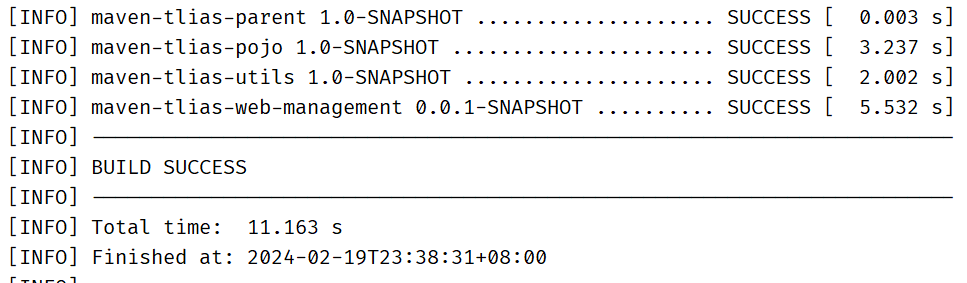 [INFO] maven-tlias-parent 1.0-SNAPSHOT .................... SUCCESS [  0.003 s]
[INFO] maven-tlias-pojo 1.0-SNAPSHOT ...................... SUCCESS [  3.237 s]
[INFO] maven-tlias-utils 1.0-SNAPSHOT ..................... SUCCESS [  2.002 s]
[INFO] maven-tlias-web-management 0.0.1-SNAPSHOT .......... SUCCESS [  5.532 s]
[INFO] ------------------------------------------------------------------------
[INFO] BUILD SUCCESS
[INFO] ------------------------------------------------------------------------
[INFO] Total time:  11.163 s
[INFO] Finished at: 2024-02-19T23:38:31+08:00